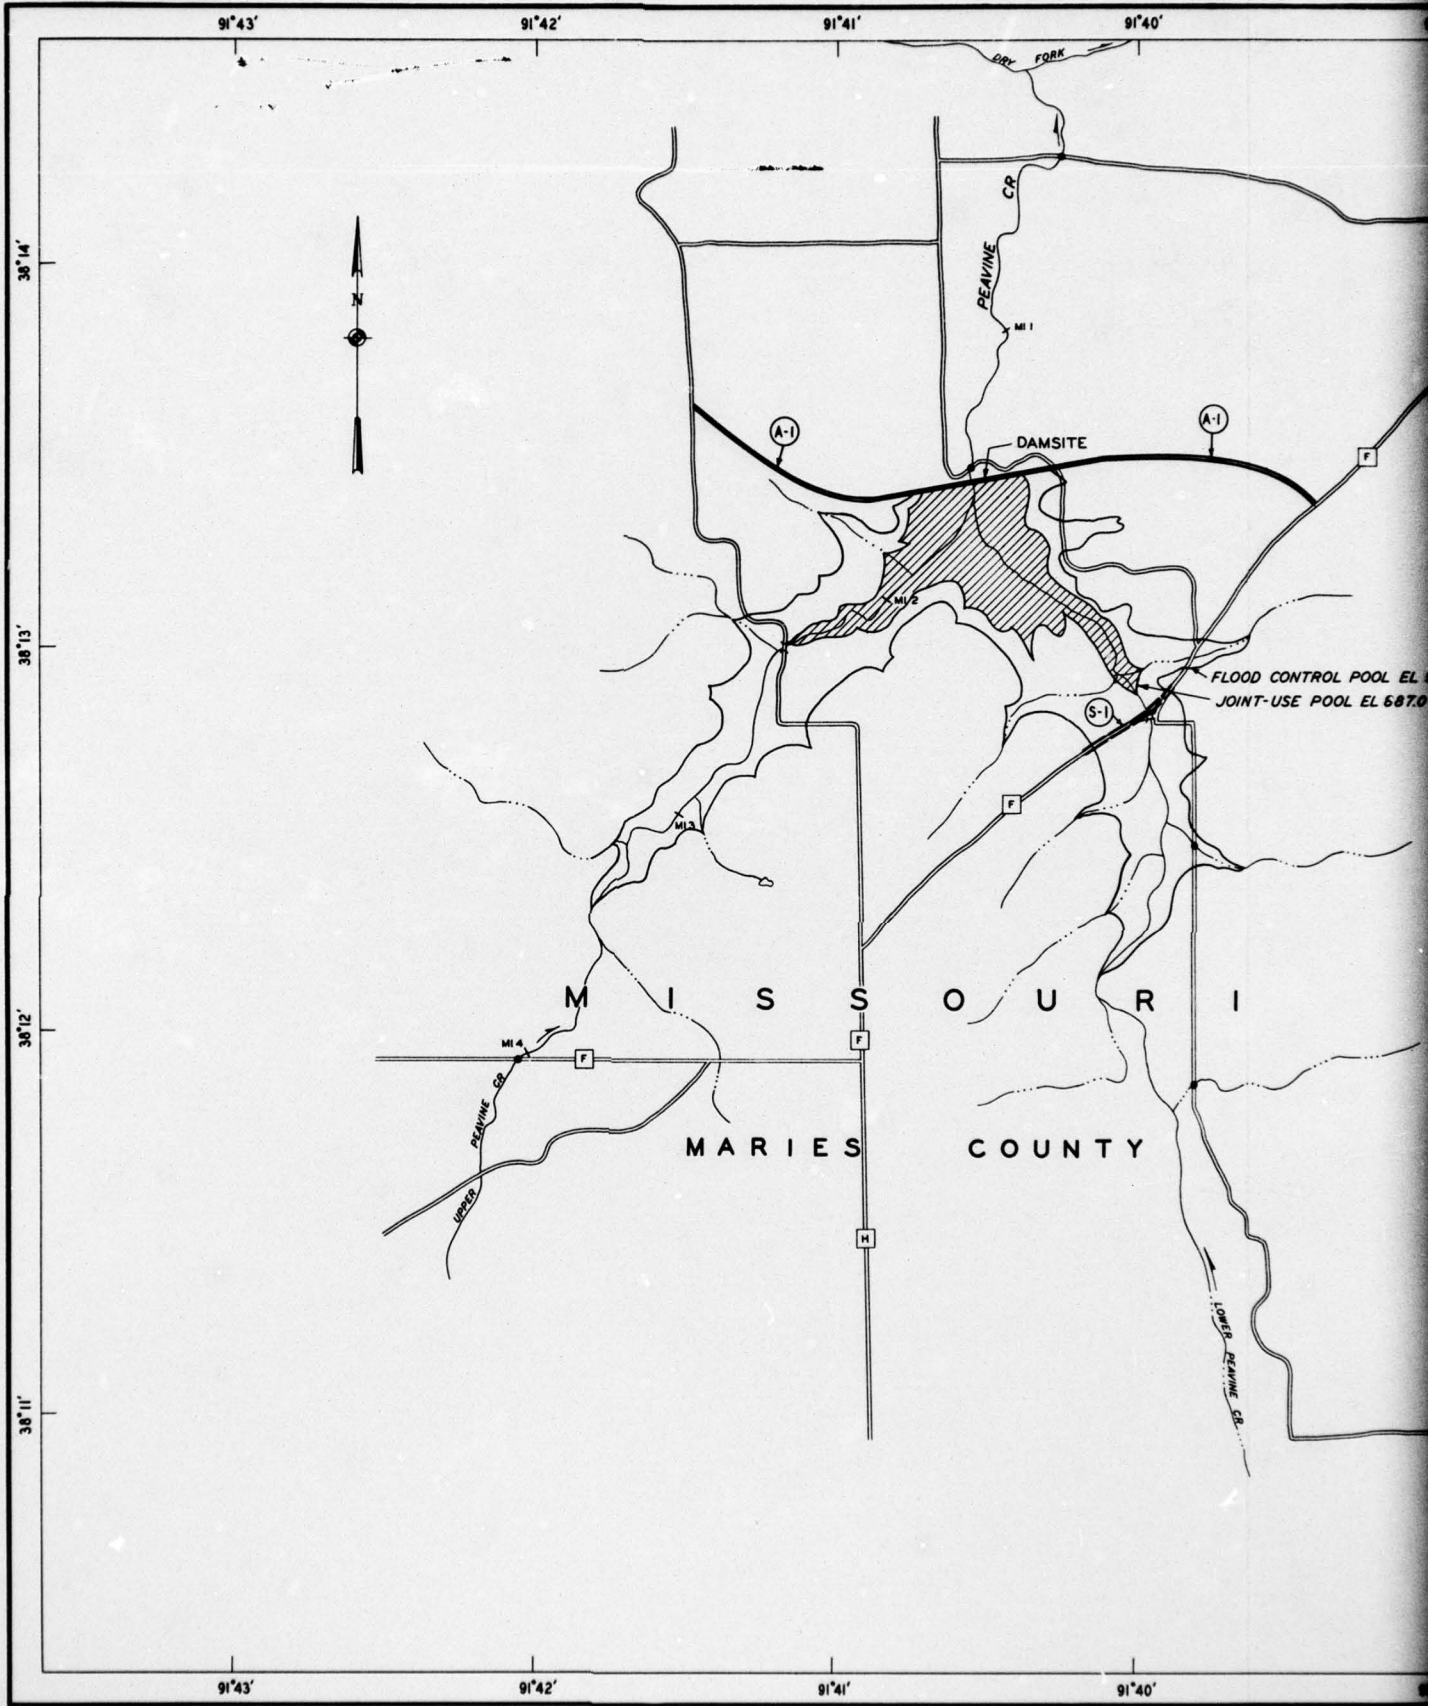 91°43' 91°42' 91°41' 91°40'
DRY FORK
CR
PEAVINE
38°14'
N
MI 1
A-1
A-1
DAMSITE
F
MI.2
38°13'
FLOOD CONTROL POOL EL
JOINT-USE POOL EL 687.0
S-1
F
MI.3
MISSOURI
38°12'
F
MI.4
F
UPPER PEAVINE CR
MARIES COUNTY
H
LOWER PEAVINE CR.
38°11'
91°43' 91°42' 91°41' 91°40'